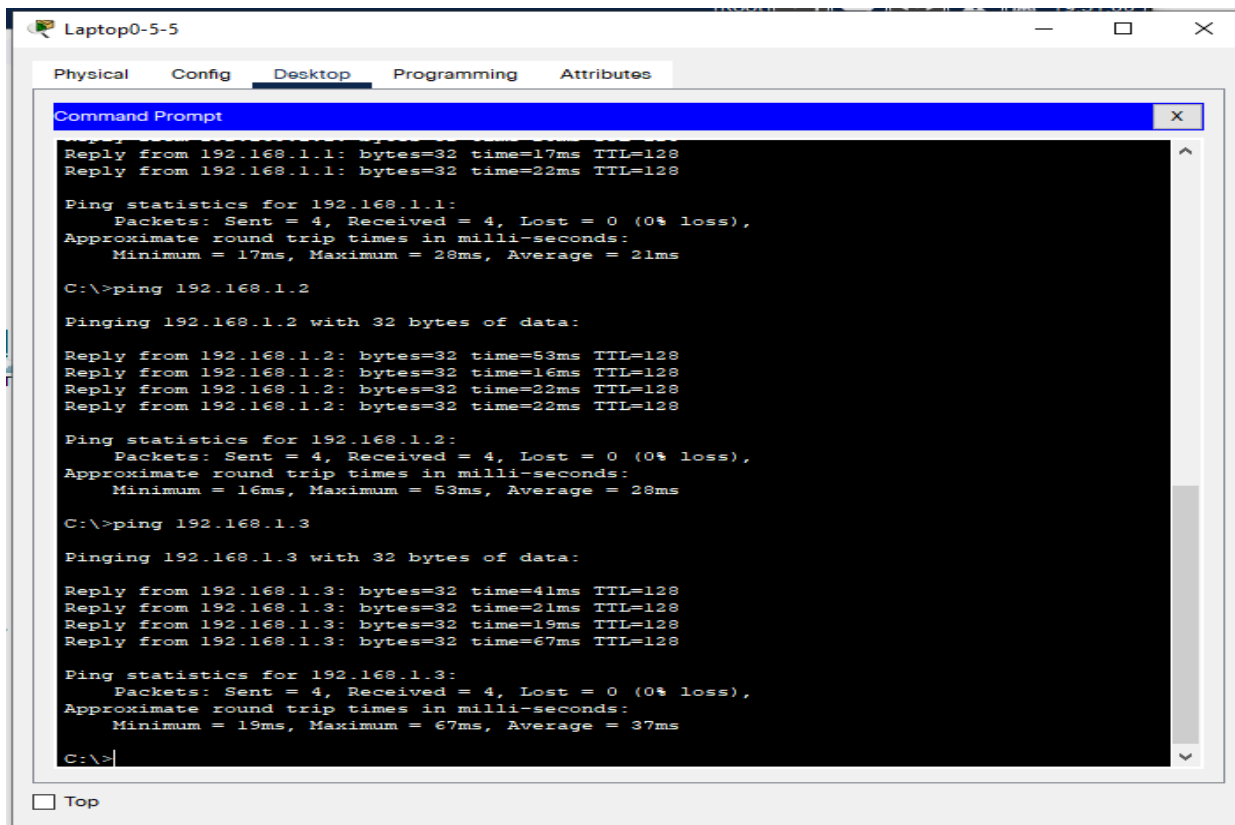 Laptop0-5-5
Physical Config Desktop Programming Attributes
Command Prompt X
Reply from 192.168.1.1: bytes=32 time=17ms TTL=128
Reply from 192.168.1.1: bytes=32 time=22ms TTL=128
Ping statistics for 192.168.1.1:
Packets: Sent = 4, Received = 4, Lost = 0 (0% loss),
Approximate round trip times in milli-seconds:
Minimum = 17ms, Maximum = 28ms, Average = 21ms
C:\>ping 192.168.1.2
Pinging 192.168.1.2 with 32 bytes of data:
Reply from 192.168.1.2: bytes=32 time=53ms TTL=128
Reply from 192.168.1.2: bytes=32 time=16ms TTL=128
Reply from 192.168.1.2: bytes=32 time=22ms TTL=128
Reply from 192.168.1.2: bytes=32 time=22ms TTL=128
Ping statistics for 192.168.1.2:
Packets: Sent = 4, Received = 4, Lost = 0 (0% loss),
Approximate round trip times in milli-seconds:
Minimum = 16ms, Maximum = 53ms, Average = 28ms
C:\>ping 192.168.1.3
Pinging 192.168.1.3 with 32 bytes of data:
Reply from 192.168.1.3: bytes=32 time=41ms TTL=128
Reply from 192.168.1.3: bytes=32 time=21ms TTL=128
Reply from 192.168.1.3: bytes=32 time=19ms TTL=128
Reply from 192.168.1.3: bytes=32 time=67ms TTL=128
Ping statistics for 192.168.1.3:
Packets: Sent = 4, Received = 4, Lost = 0 (0% loss),
Approximate round trip times in milli-seconds:
Minimum = 19ms, Maximum = 67ms, Average = 37ms
C:\>
Top